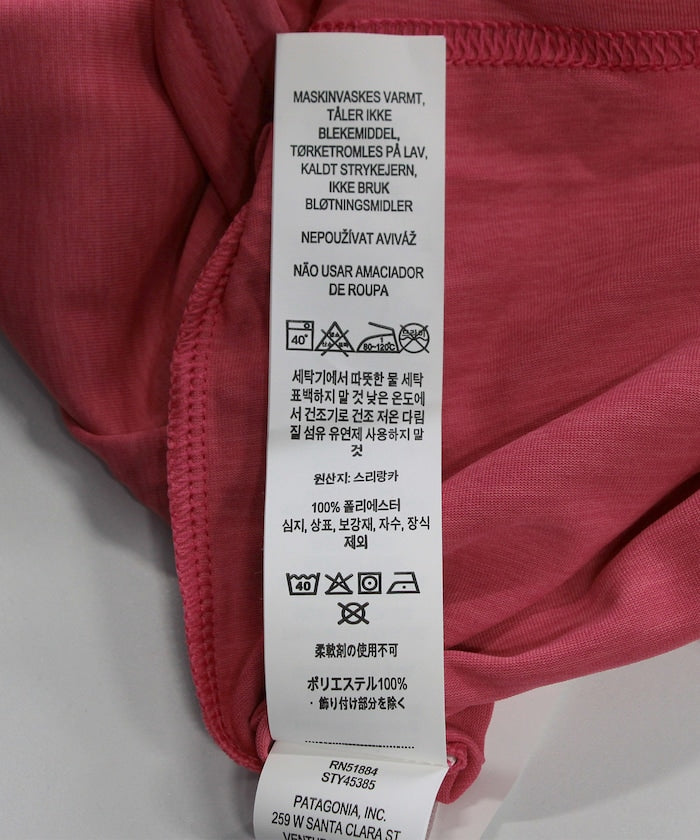 MASKINVASKES VARMT,
TÅLER IKKE
BLEKEMIDDEL,
TØRKETROMLES PÅ LAV,
KALDT STRYKEJERN,
IKKE BRUK
BLØTNINGSMIDLER
NEPOUŽÍVAT AVIVÁŽ
NÃO USAR AMACIADOR
DE ROUPA
40° 80~120℃
세탁기에서 따뜻한 물 세탁
표백하지 말 것 낮은 온도에
서 건조기로 건조 저온 다림
질 섬유 유연제 사용하지 말
것
원산지: 스리랑카
100% 폴리에스터
심지, 상표, 보강재, 자수, 장식
제외
40
柔軟剤の使用不可
ポリエステル100%
・飾り付け部分を除く
RN51884
STY45385
PATAGONIA, INC.
259 W SANTA CLARA ST